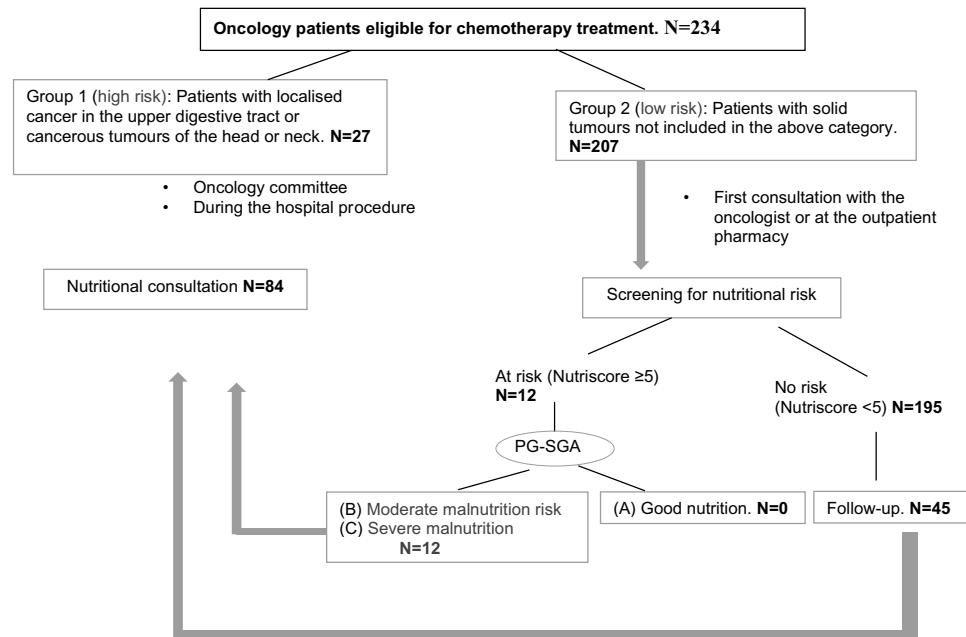 Oncology patients eligible for chemotherapy treatment. N=234
Group 1 (high risk): Patients with localised
cancer in the upper digestive tract or
cancerous tumours of the head or neck. N=27
• Oncology committee
• During the hospital procedure
Group 2 (low risk): Patients with solid
tumours not included in the above category.
N=207
• First consultation with the
oncologist or at the outpatient
pharmacy
Nutritional consultation N=84
Screening for nutritional risk
At risk (Nutriscore ≥5)
N=12
No risk
(Nutriscore <5) N=195
PG-SGA
(B) Moderate malnutrition risk
(C) Severe malnutrition
N=12
(A) Good nutrition. N=0
Follow-up. N=45